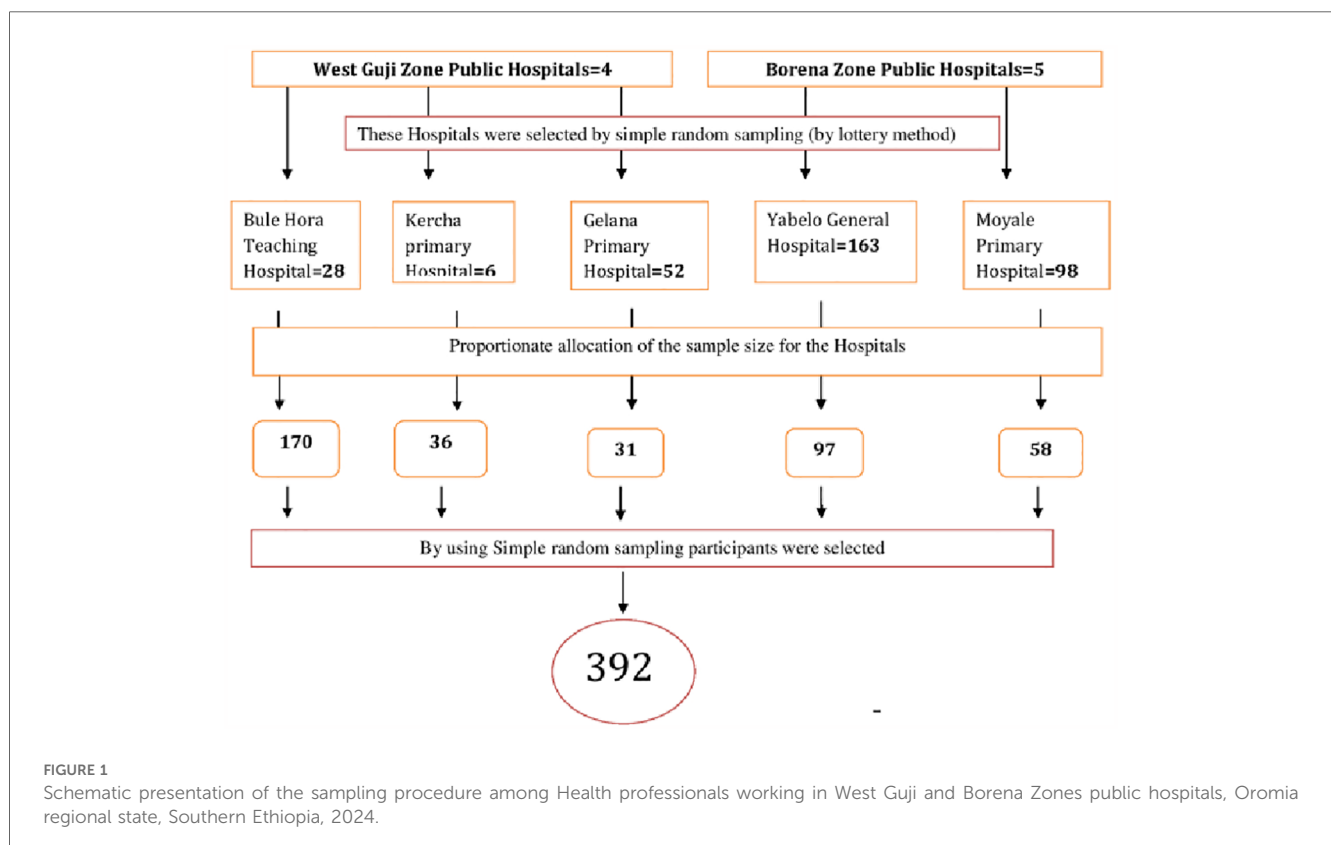 West Guji Zone Public Hospitals=4
Borena Zone Public Hospitals=5
These Hospitals were selected by simple random sampling (by lottery method)
Bule Hora
Teaching
Hospital=28
Kercha
primary
Hospital=6
Gelana
Primary
Hospital=52
Yabelo General
Hospital=163
Moyale
Primary
Hospital=98
Proportionate allocation of the sample size for the Hospitals
170
36
31
97
58
By using Simple random sampling participants were selected
392
-
FIGURE 1
Schematic presentation of the sampling procedure among Health professionals working in West Guji and Borena Zones public hospitals, Oromia
regional state, Southern Ethiopia, 2024.